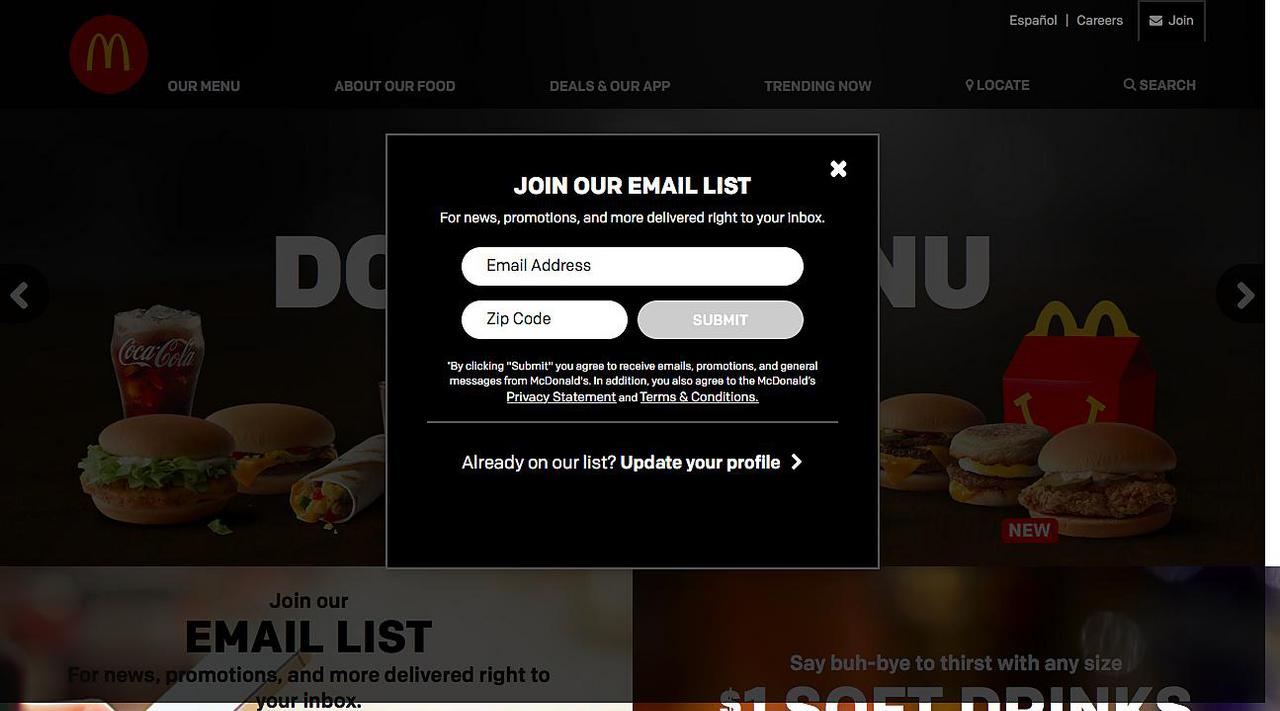 Español | Careers Join
OUR MENU ABOUT OUR FOOD DEALS & OUR APP TRENDING NOW LOCATE SEARCH
JOIN OUR EMAIL LIST
For news, promotions, and more delivered right to your inbox.
DO NU
Email Address
Zip Code SUBMIT
Coca-Cola
*By clicking "Submit" you agree to receive emails, promotions, and general
messages from McDonald's. In addition, you also agree to the McDonald's
Privacy Statement and Terms & Conditions.
Already on our list? Update your profile
NEW
Join our
EMAIL LIST
For news, promotions, and more delivered right to
your inbox.
Say buh-bye to thirst with any size
$1 SOFT DRINKS